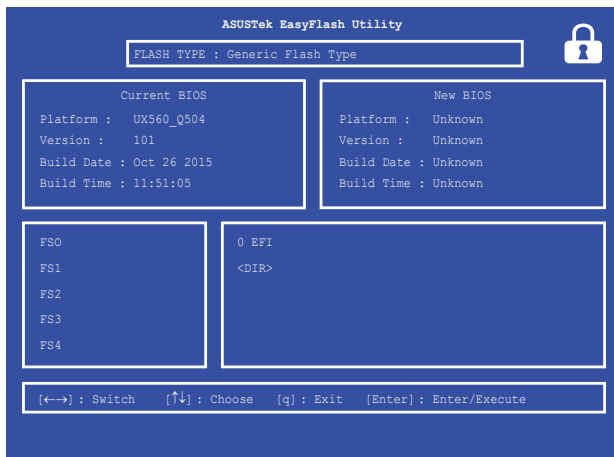 ASUSTek EasyFlash Utility
FLASH TYPE : Generic Flash Type
Current BIOS
Platform : UX560_Q504
Version : 101
Build Date : Oct 26 2015
Build Time : 11:51:05
New BIOS
Platform : Unknown
Version : Unknown
Build Date : Unknown
Build Time : Unknown
FSO
FS1
FS2
FS3
FS4
0 EFI
<DIR>
[←→] : Switch [↑↓] : Choose [q] : Exit [Enter] : Enter/Execute